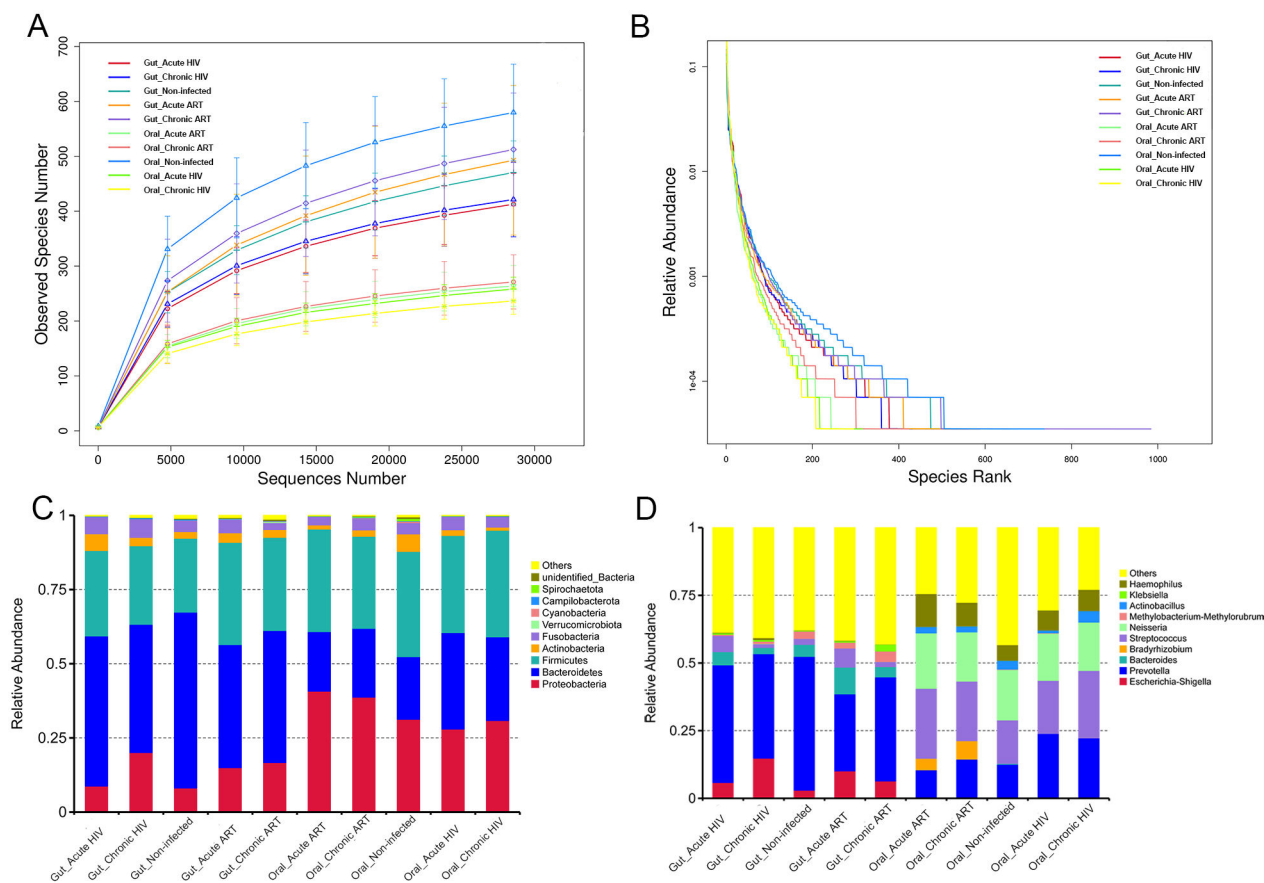 A
700
600
500
400
300
200
100
0
Observed Species Number
Gut_Acute HIV
Gut_Chronic HIV
Gut_Non-infected
Gut_Acute ART
Gut_Chronic ART
Oral_Acute ART
Oral_Chronic ART
Oral_Non-infected
Oral_Acute HIV
Oral_Chronic HIV
0 5000 10000 15000 20000 25000 30000
Sequences Number
B
0.1
0.01
0.001
1e-04
Relative Abundance
Gut_Acute HIV
Gut_Chronic HIV
Gut_Non-infected
Gut_Acute ART
Gut_Chronic ART
Oral_Acute ART
Oral_Chronic ART
Oral_Non-infected
Oral_Acute HIV
Oral_Chronic HIV
0 200 400 600 800 1000
Species Rank
C
1
0.75
0.5
0.25
0
Relative Abundance
Others
unidentified_Bacteria
Spirochaetota
Campilobacterota
Cyanobacteria
Verrucomicrobiota
Fusobacteria
Actinobacteria
Firmicutes
Bacteroidetes
Proteobacteria
Gut_Acute HIV
Gut_Chronic HIV
Gut_Non-infected
Gut_Acute ART
Gut_Chronic ART
Oral_Acute ART
Oral_Chronic ART
Oral_Non-infected
Oral_Acute HIV
Oral_Chronic HIV
D
1
0.75
0.5
0.25
0
Relative Abundance
Others
Haemophilus
Klebsiella
Actinobacillus
Methylobacterium-Methylorubrum
Neisseria
Streptococcus
Bradyrhizobium
Bacteroides
Prevotella
Escherichia-Shigella
Gut_Acute HIV
Gut_Chronic HIV
Gut_Non-infected
Gut_Acute ART
Gut_Chronic ART
Oral_Acute ART
Oral_Chronic ART
Oral_Non-infected
Oral_Acute HIV
Oral_Chronic HIV